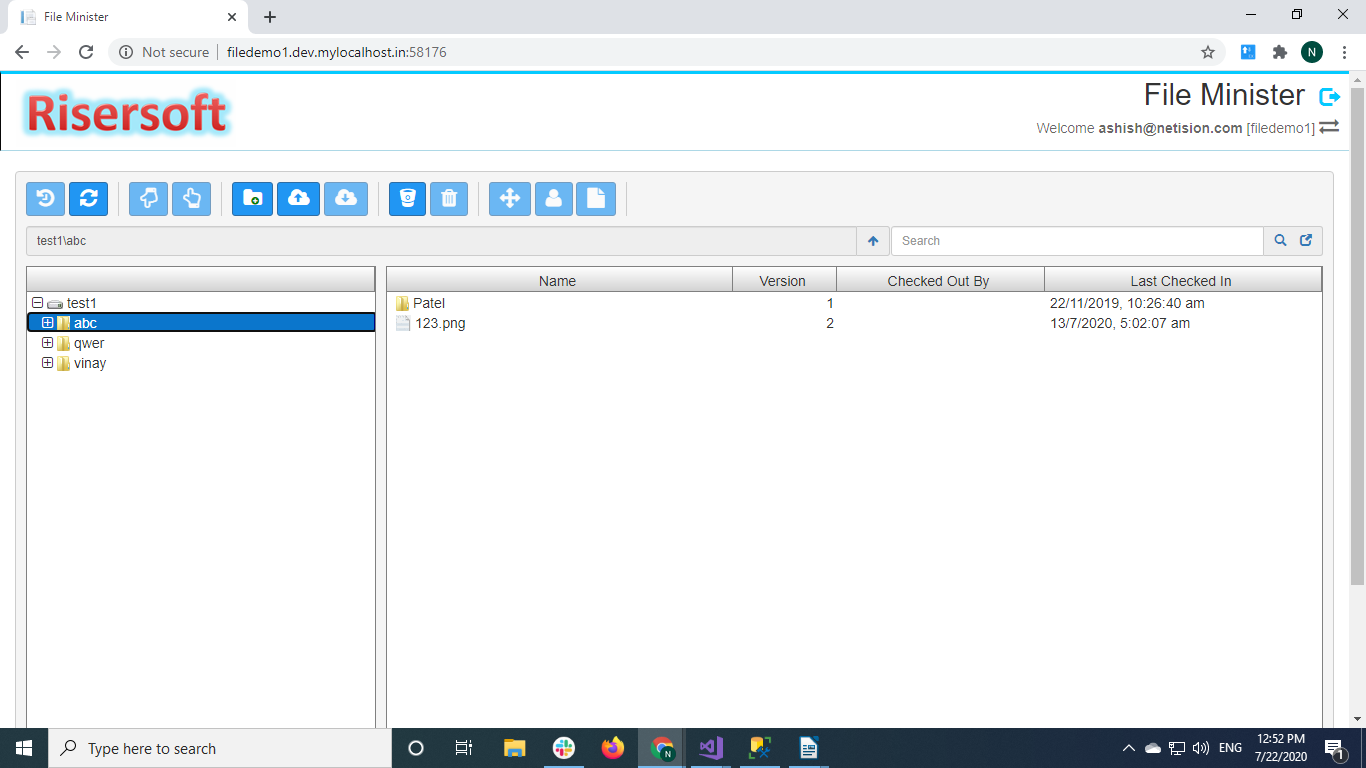 File Minister
Not secure filedemo1.dev.mylocalhost.in:58176
N
Risersoft
File Minister
Welcome ashish@netision.com [filedemo1]
test1\abc
Search
Name Version Checked Out By Last Checked In
test1
abc
qwer
vinay
Patel 1 22/11/2019, 10:26:40 am
123.png 2 13/7/2020, 5:02:07 am
Type here to search
N
ENG
12:52 PM
7/22/2020
1